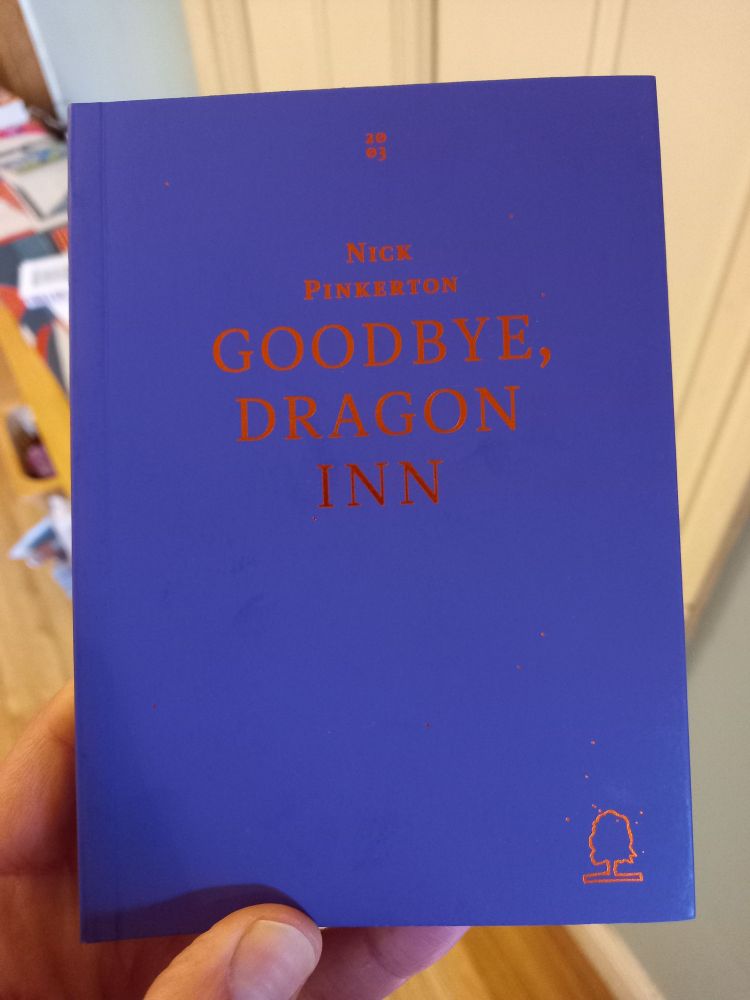 20
03
Nick
Pinkerton
GOODBYE,
DRAGON
INN